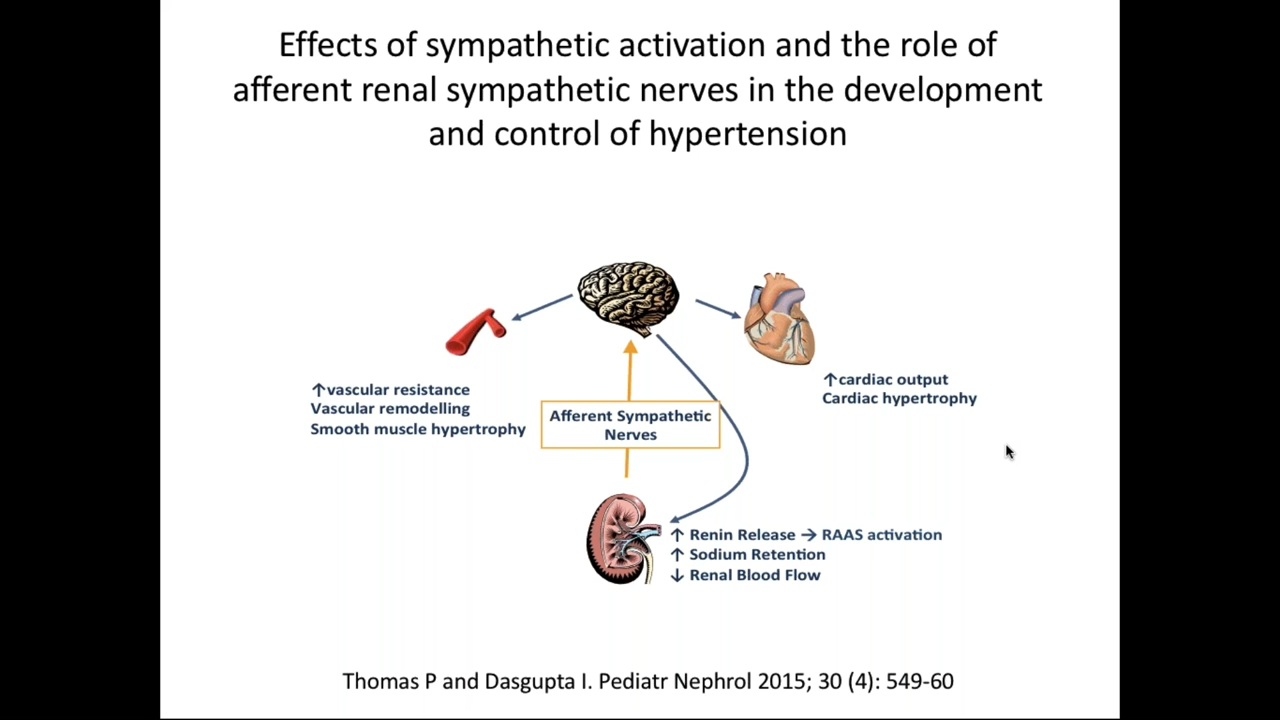 Effects of sympathetic activation and the role of
afferent renal sympathetic nerves in the development
and control of hypertension
↑vascular resistance
Vascular remodelling
Smooth muscle hypertrophy
↑cardiac output
Cardiac hypertrophy
Afferent Sympathetic
Nerves
↑ Renin Release → RAAS activation
↑ Sodium Retention
↓ Renal Blood Flow
Thomas P and Dasgupta I. Pediatr Nephrol 2015; 30 (4): 549-60